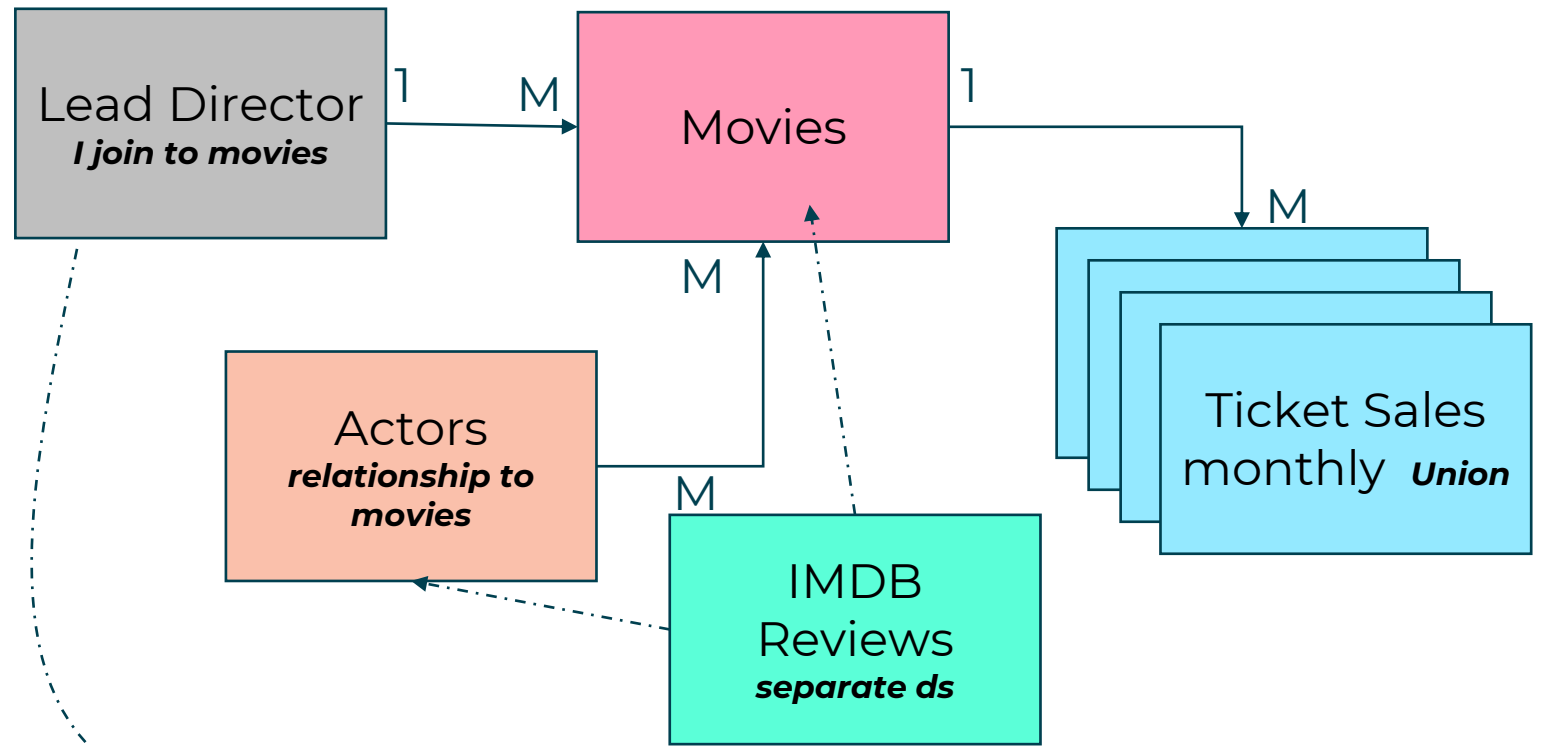 Lead Director
I join to movies
1
M
Movies
1
M
M
Actors
relationship to
movies
M
Ticket Sales
monthly Union
IMDB
Reviews
separate ds